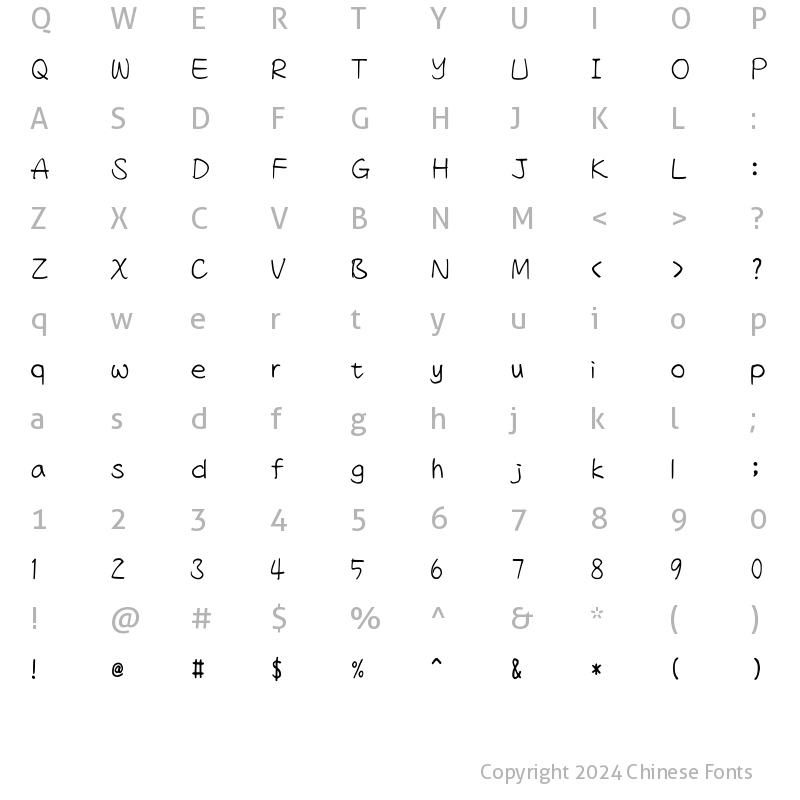 Q W E R T Y U I O P
Q W E R T Y U I O P
A S D F G H J K L :
A S D F G H J K L :
Z X C V B N M < > ?
Z X C V B N M < > ?
q w e r t y u i o p
q w e r t y u i o p
a s d f g h j k l ;
a s d f g h j k l ;
1 2 3 4 5 6 7 8 9 0
1 2 3 4 5 6 7 8 9 0
! @ # $ % ^ & * ( )
! @ # $ % ^ & * ( )
Copyright 2024 Chinese Fonts